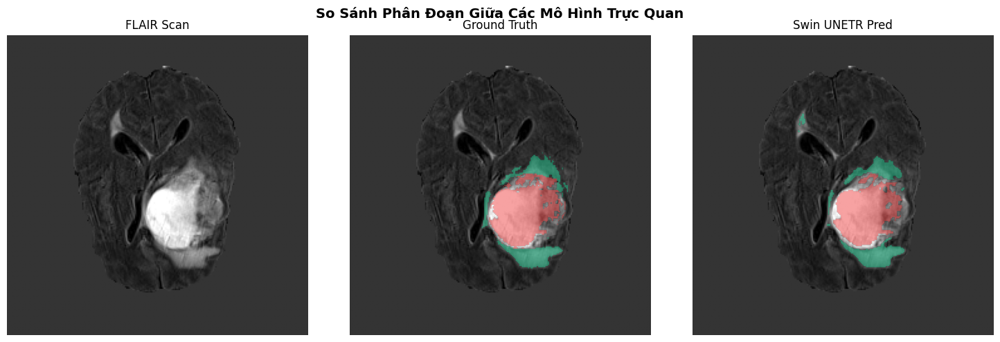 So Sánh Phân Đoạn Giữa Các Mô Hình Trực Quan
FLAIR Scan
Ground Truth
Swin UNETR Pred